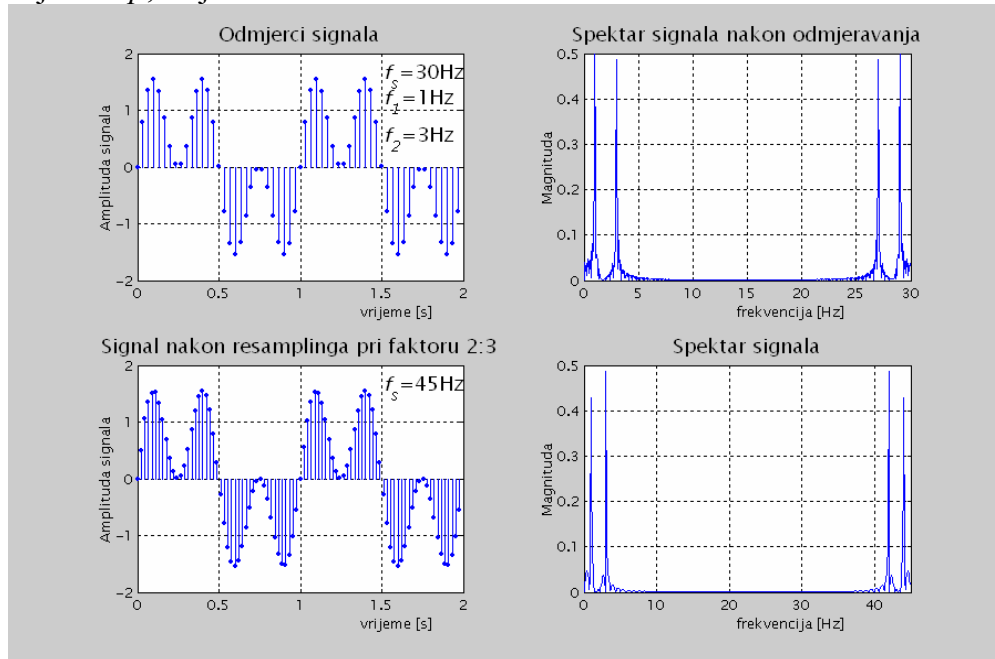 Odmjerci signala
Amplituda signala
2
1
0
−1
−2
f_s=30Hz
f_1=1Hz
f_2=3Hz
0 0.5 1 1.5 2
vrijeme [s]
Spektar signala nakon odmjeravanja
Magnituda
0.5
0.4
0.3
0.2
0.1
0
0 5 10 15 20 25 30
frekvencija [Hz]
Signal nakon resamplinga pri faktoru 2:3
Amplituda signala
2
1
0
−1
−2
f_s=45Hz
0 0.5 1 1.5 2
vrijeme [s]
Spektar signala
Magnituda
0.5
0.4
0.3
0.2
0.1
0
0 10 20 30 40
frekvencija [Hz]